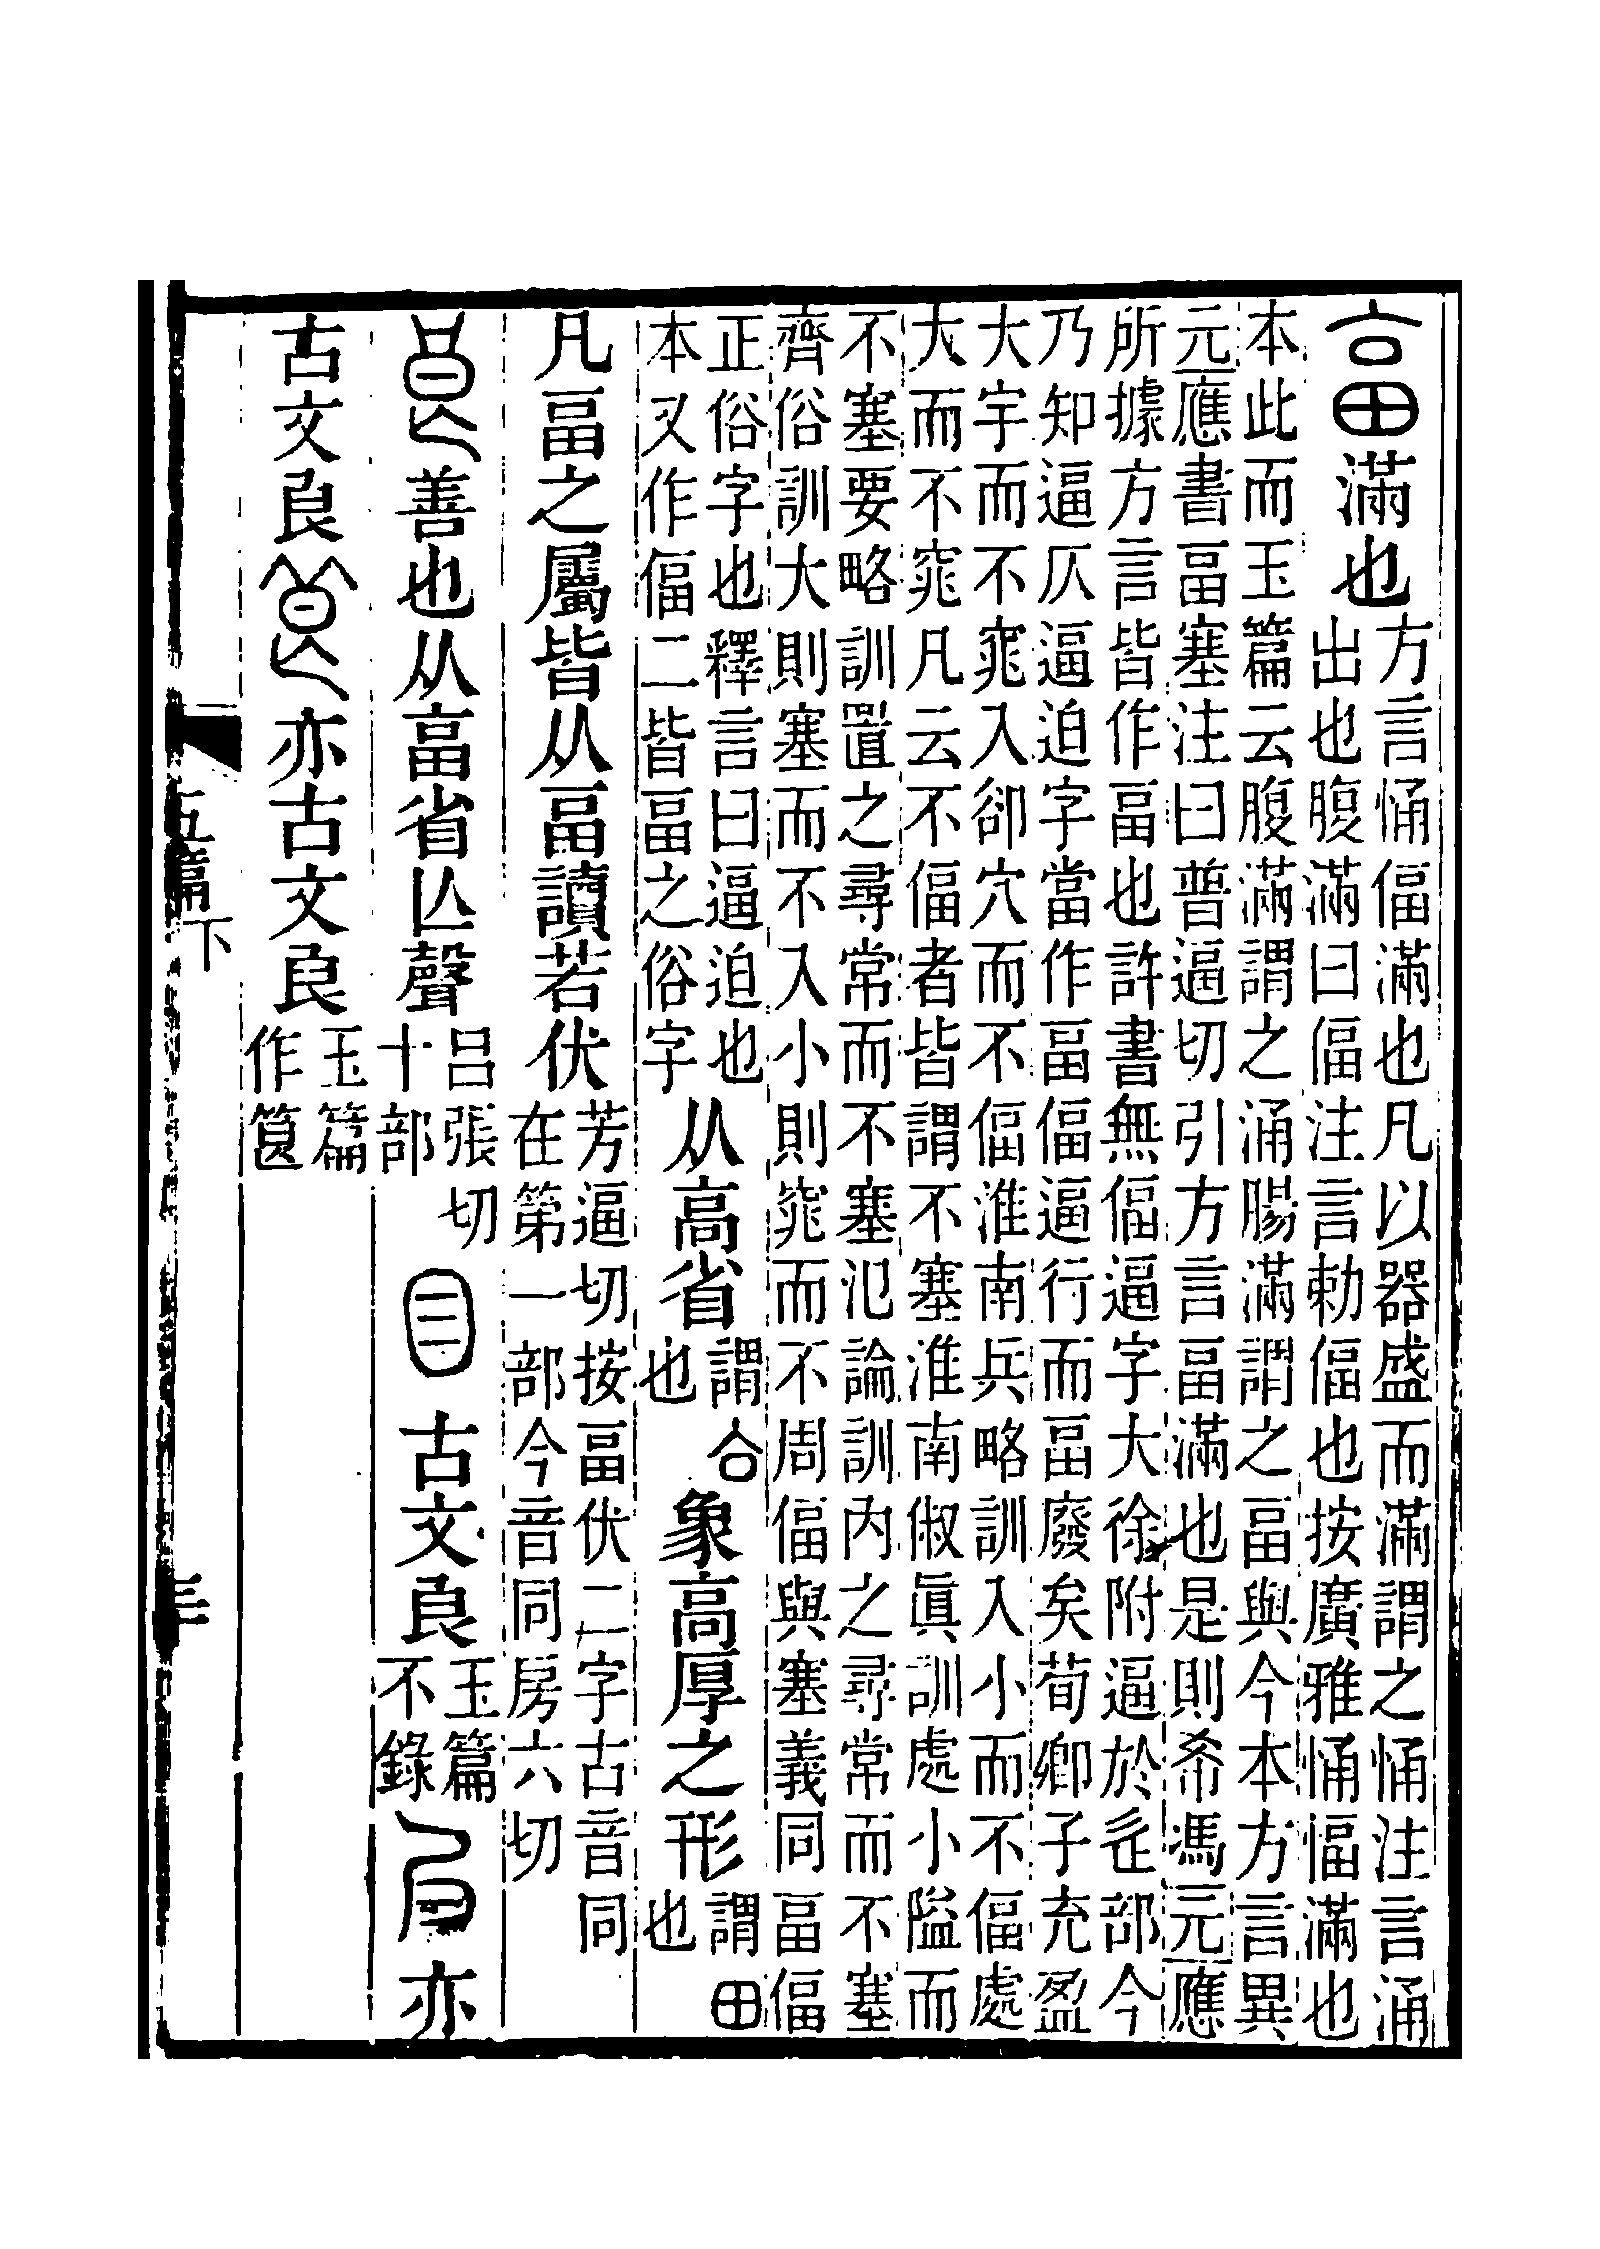 畐滿也方言悀偪滿也凡以器盛而滿謂之悀注言涌
出也腹滿曰偪注言勅偪也按廣雅悀愊滿也
本此而玉篇云腹滿謂之涌腸滿謂之畐與今本方言異
元應書畐塞注曰普逼切引方言畐滿也是則希馮元應
所據方言皆作畐也許書無偪逼字大徐附逼於辵部今
乃知逼仄逼迫字當作畐偪逼行而畐廢矣荀卿子充盈
大宇而不窕入郤穴而不偪淮南兵略訓入小而不偪處
大而不窕凡云不偪者皆謂不塞淮南俶眞訓處小隘而
不塞要略訓置之尋常而不塞氾論訓內之尋常而不塞
齊俗訓大則塞而不入小則窕而不周偪與塞義同畐偪
正俗字也釋言曰逼迫也
本又作偪二皆畐之俗字
从高省謂
也
象高厚之形謂田
也
凡畐之屬皆从畐讀若伏芳逼切按畐伏二字古音同
在第一部今音同房六切
良善也从畗省亾聲呂張切
十部
古文良玉篇
不錄
亦
古文良亦古文良玉篇
作
五篇下
三